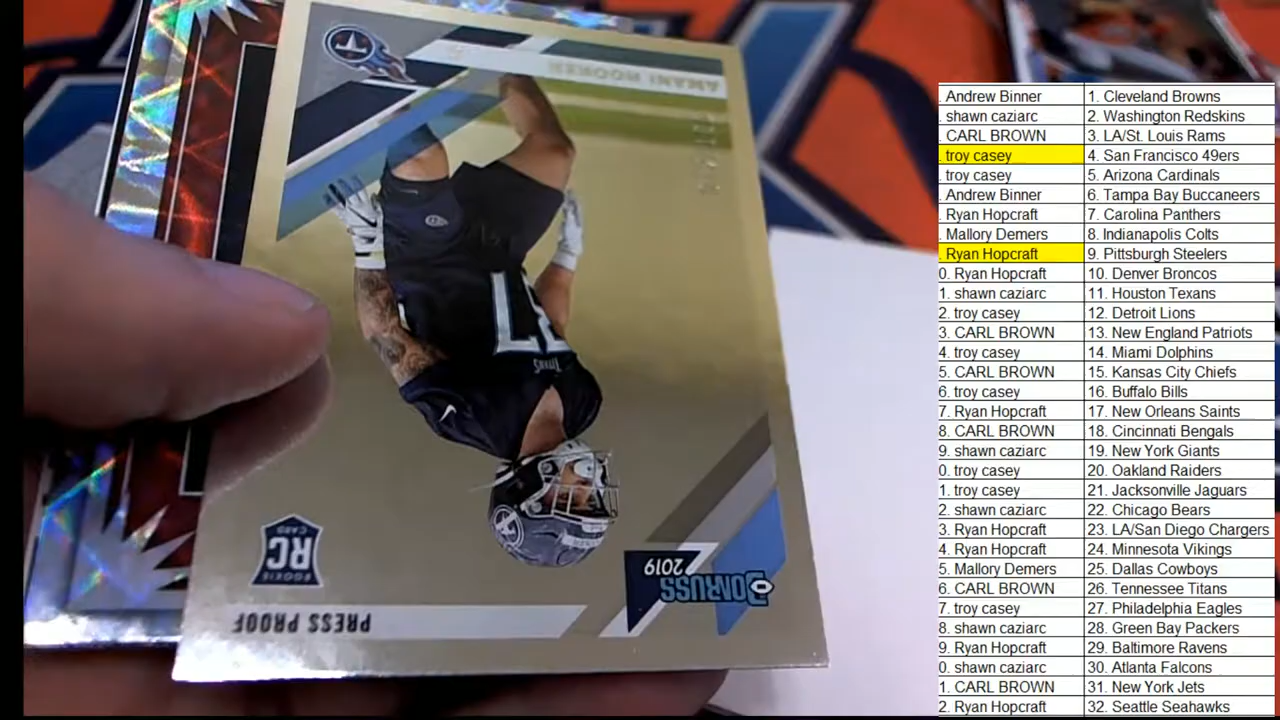 AMANI HOOKER
37
TITANS
RC
ROOKIE
CARD
2019
DONRUSS
PRESS PROOF
. Andrew Binner 1. Cleveland Browns
. shawn caziarc 2. Washington Redskins
CARL BROWN 3. LA/St. Louis Rams
. troy casey 4. San Francisco 49ers
. troy casey 5. Arizona Cardinals
. Andrew Binner 6. Tampa Bay Buccaneers
. Ryan Hopcraft 7. Carolina Panthers
. Mallory Demers 8. Indianapolis Colts
. Ryan Hopcraft 9. Pittsburgh Steelers
0. Ryan Hopcraft 10. Denver Broncos
1. shawn caziarc 11. Houston Texans
2. troy casey 12. Detroit Lions
3. CARL BROWN 13. New England Patriots
4. troy casey 14. Miami Dolphins
5. CARL BROWN 15. Kansas City Chiefs
6. troy casey 16. Buffalo Bills
7. Ryan Hopcraft 17. New Orleans Saints
8. CARL BROWN 18. Cincinnati Bengals
9. shawn caziarc 19. New York Giants
0. troy casey 20. Oakland Raiders
1. troy casey 21. Jacksonville Jaguars
2. shawn caziarc 22. Chicago Bears
3. Ryan Hopcraft 23. LA/San Diego Chargers
4. Ryan Hopcraft 24. Minnesota Vikings
5. Mallory Demers 25. Dallas Cowboys
6. CARL BROWN 26. Tennessee Titans
7. troy casey 27. Philadelphia Eagles
8. shawn caziarc 28. Green Bay Packers
9. Ryan Hopcraft 29. Baltimore Ravens
0. shawn caziarc 30. Atlanta Falcons
1. CARL BROWN 31. New York Jets
2. Ryan Hopcraft 32. Seattle Seahawks